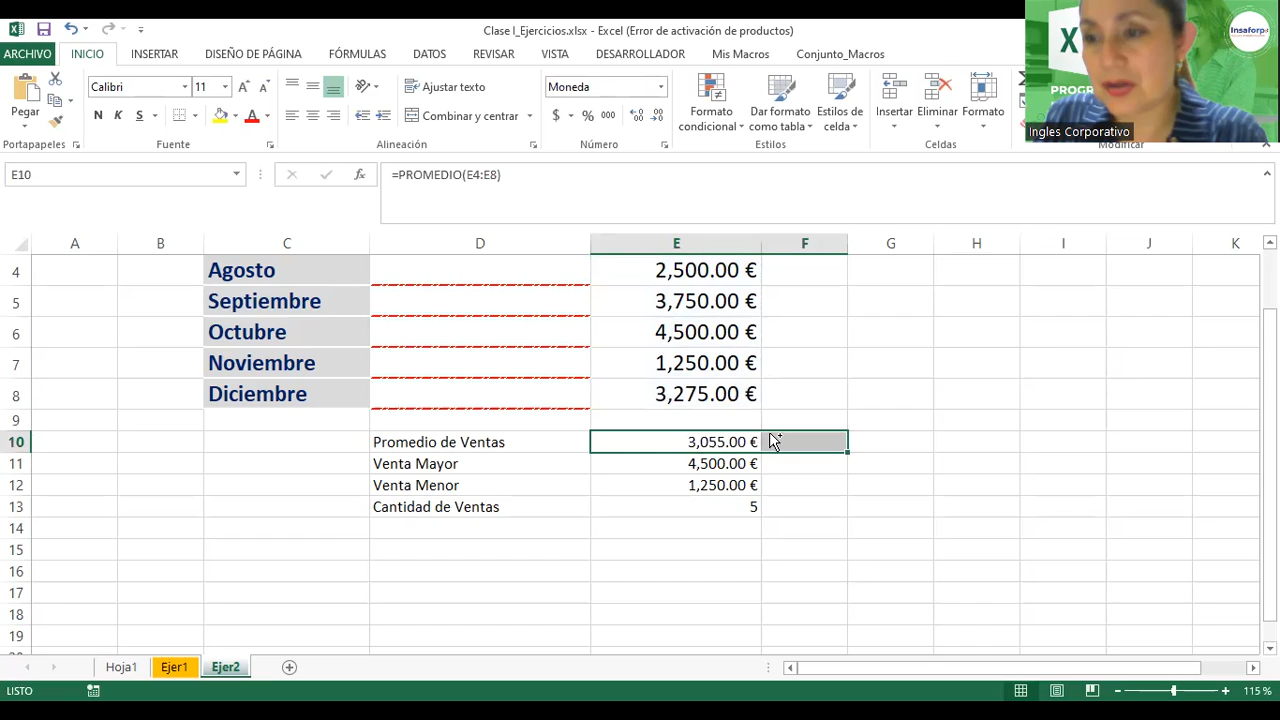 Clase I_Ejercicios.xlsx - Excel (Error de activación de productos)
ARCHIVO INICIO INSERTAR DISEÑO DE PÁGINA FÓRMULAS DATOS REVISAR VISTA DESARROLLADOR Mis Macros Conjunto_Macros
Insaforp
PROGR
Ingles Corporativo
Pegar
Calibri 11
N K S
Ajustar texto
Combinar y centrar
Moneda
$ % 000
Formato condicional
Dar formato como tabla
Estilos de celda
Insertar
Eliminar
Formato
Portapapeles Fuente Alineación Número Estilos Celdas Modificar
E10 fx =PROMEDIO(E4:E8)
A B C D E F G H I J K
4 Agosto 2,500.00 €
5 Septiembre 3,750.00 €
6 Octubre 4,500.00 €
7 Noviembre 1,250.00 €
8 Diciembre 3,275.00 €
9
10 Promedio de Ventas 3,055.00 €
11 Venta Mayor 4,500.00 €
12 Venta Menor 1,250.00 €
13 Cantidad de Ventas 5
14
15
16
17
18
19
Hoja1 Ejer1 Ejer2
LISTO 115 %